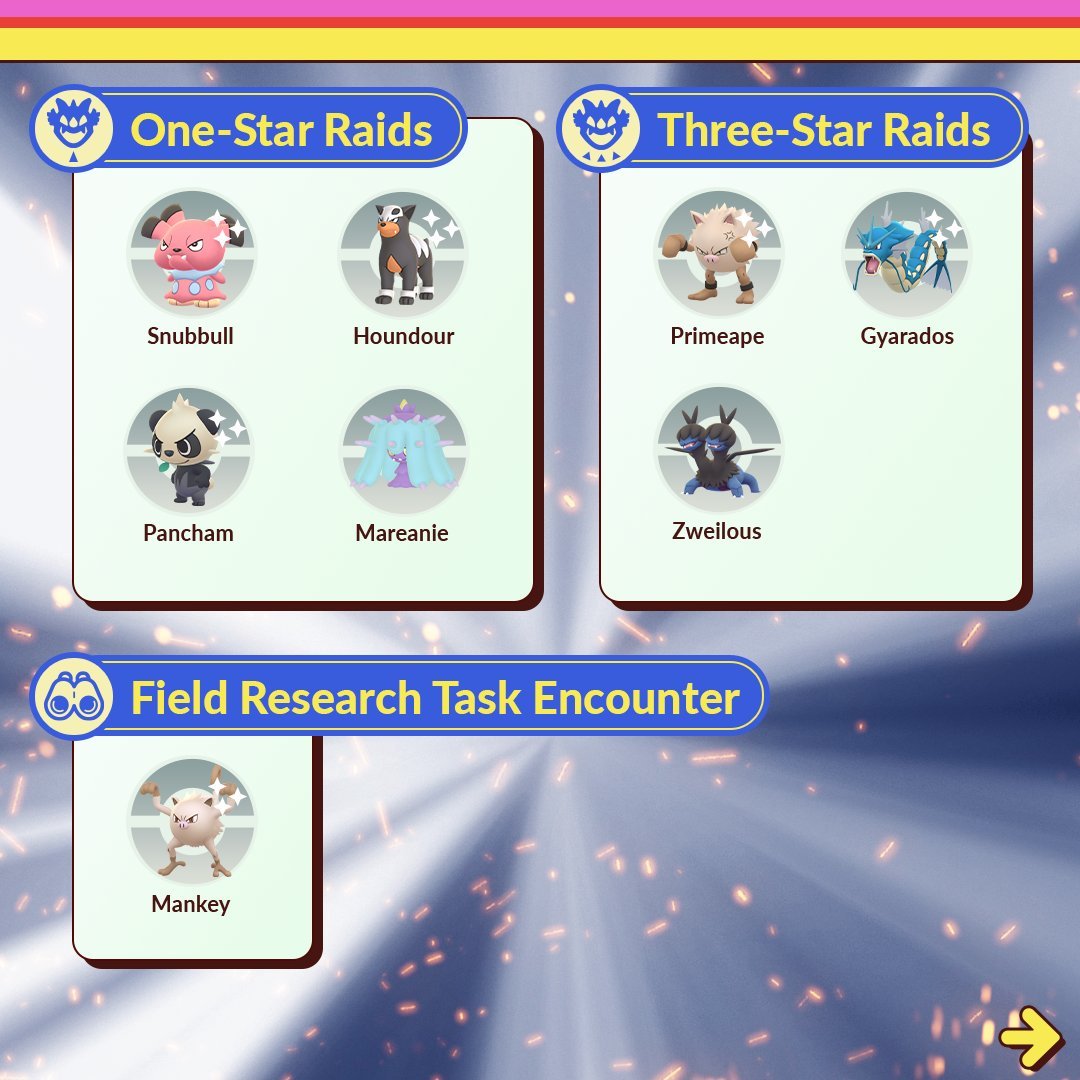 One-Star Raids
Snubbull
Houndour
Pancham
Mareanie
Three-Star Raids
Primeape
Gyarados
Zweilous
Field Research Task Encounter
Mankey